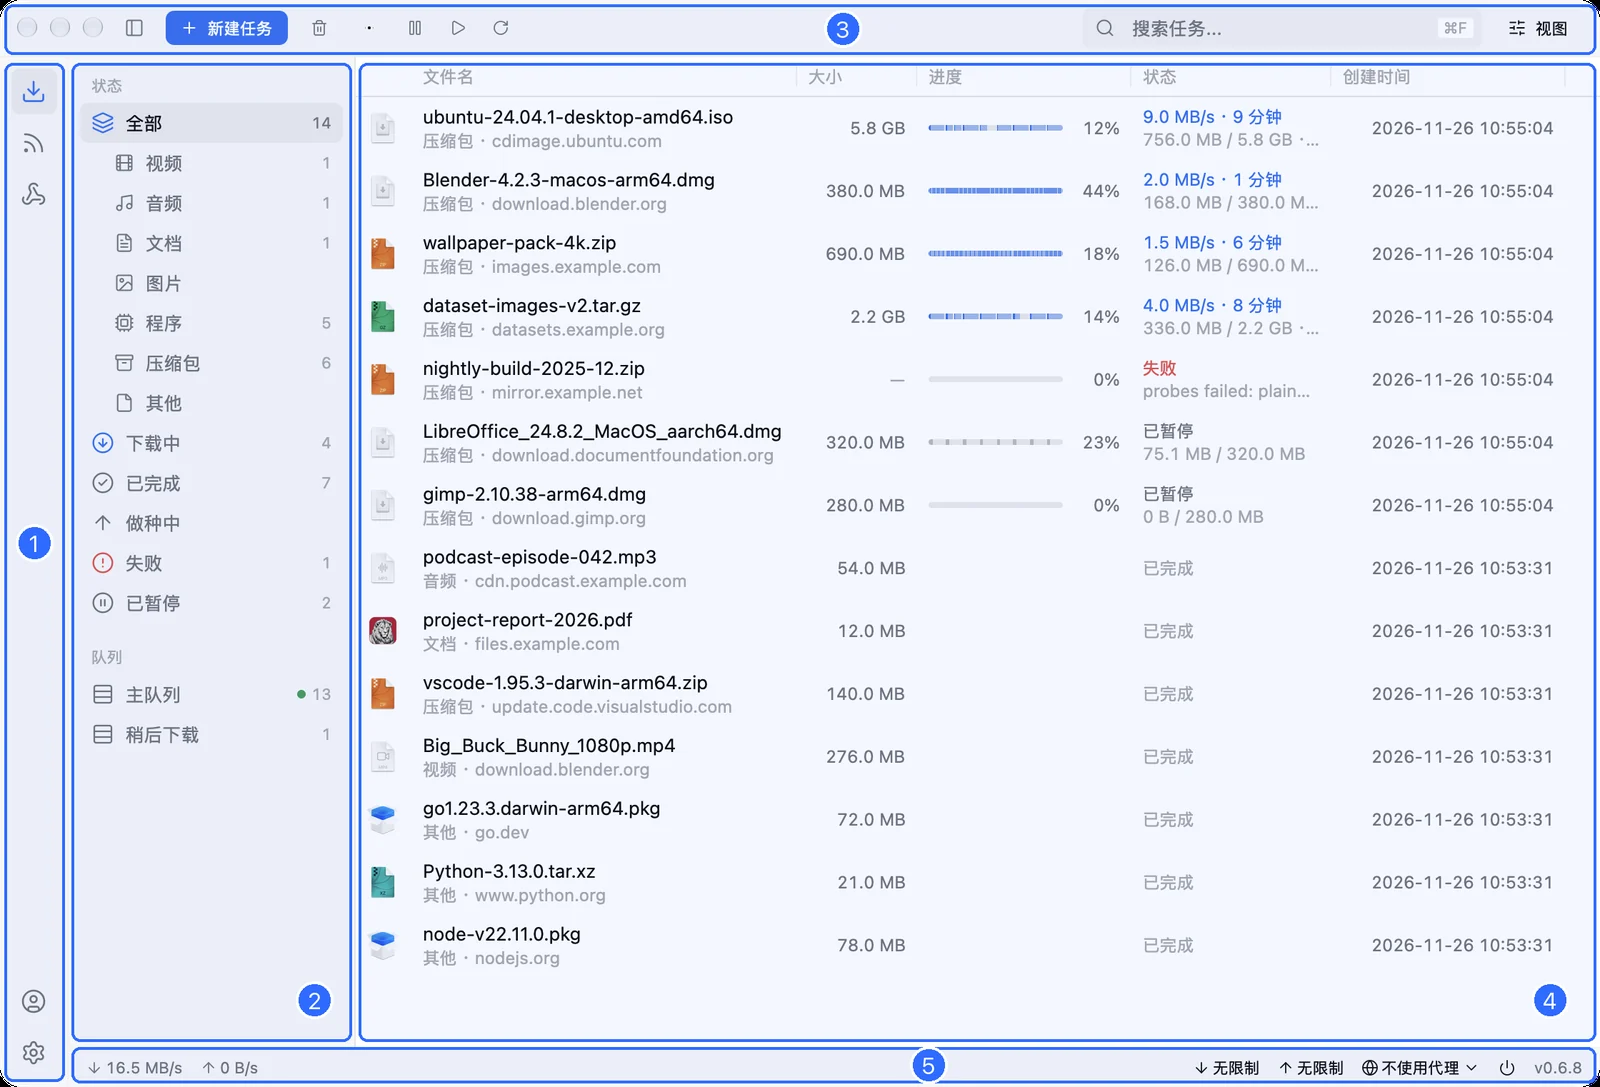 新建任务
3
搜索任务...
⌘F
视图
1
状态
全部 14
视频 1
音频 1
文档 1
图片
程序 5
压缩包 6
其他
下载中 4
已完成 7
做种中
失败 1
已暂停 2
队列
主队列 13
稍后下载 1
2
文件名 大小 进度 状态 创建时间
ubuntu-24.04.1-desktop-amd64.iso 5.8 GB 12% 9.0 MB/s · 9 分钟 2026-11-26 10:55:04
压缩包 · cdimage.ubuntu.com 756.0 MB / 5.8 GB ·...
Blender-4.2.3-macos-arm64.dmg 380.0 MB 44% 2.0 MB/s · 1 分钟 2026-11-26 10:55:04
压缩包 · download.blender.org 168.0 MB / 380.0 M...
wallpaper-pack-4k.zip 690.0 MB 18% 1.5 MB/s · 6 分钟 2026-11-26 10:55:04
压缩包 · images.example.com 126.0 MB / 690.0 M...
dataset-images-v2.tar.gz 2.2 GB 14% 4.0 MB/s · 8 分钟 2026-11-26 10:55:04
压缩包 · datasets.example.org 336.0 MB / 2.2 GB ·...
nightly-build-2025-12.zip — 0% 失败 2026-11-26 10:55:04
压缩包 · mirror.example.net probes failed: plain...
LibreOffice_24.8.2_MacOS_aarch64.dmg 320.0 MB 23% 已暂停 2026-11-26 10:55:04
压缩包 · download.documentfoundation.org 75.1 MB / 320.0 MB
gimp-2.10.38-arm64.dmg 280.0 MB 0% 已暂停 2026-11-26 10:55:04
压缩包 · download.gimp.org 0 B / 280.0 MB
podcast-episode-042.mp3 54.0 MB 已完成 2026-11-26 10:53:31
音频 · cdn.podcast.example.com
project-report-2026.pdf 12.0 MB 已完成 2026-11-26 10:53:31
文档 · files.example.com
vscode-1.95.3-darwin-arm64.zip 140.0 MB 已完成 2026-11-26 10:53:31
压缩包 · update.code.visualstudio.com
Big_Buck_Bunny_1080p.mp4 276.0 MB 已完成 2026-11-26 10:53:31
视频 · download.blender.org
go1.23.3.darwin-arm64.pkg 72.0 MB 已完成 2026-11-26 10:53:31
其他 · go.dev
Python-3.13.0.tar.xz 21.0 MB 已完成 2026-11-26 10:53:31
其他 · www.python.org
node-v22.11.0.pkg 78.0 MB 已完成 2026-11-26 10:53:31
其他 · nodejs.org
4
↓ 16.5 MB/s ↑ 0 B/s
5
↓ 无限制 ↑ 无限制 不使用代理 v0.6.8